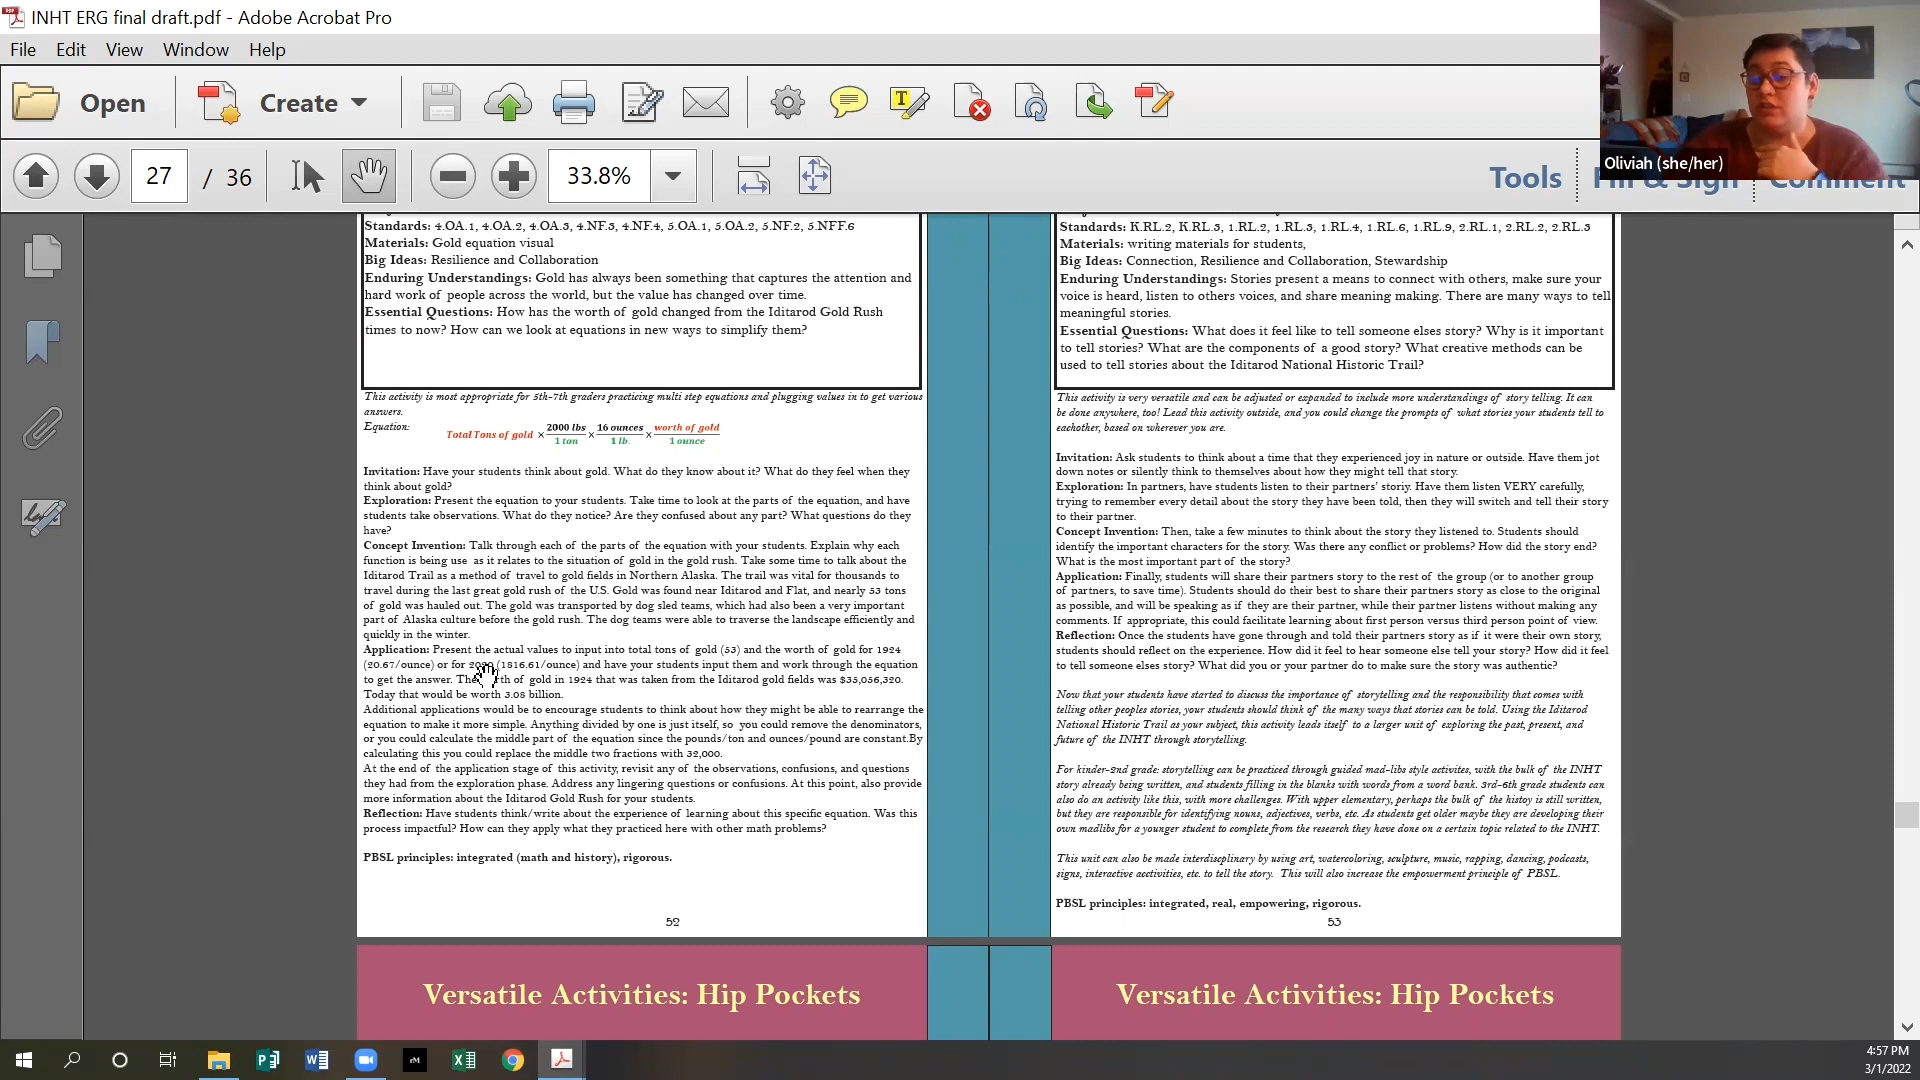 INHT ERG final draft.pdf - Adobe Acrobat Pro
File Edit View Window Help
Open Create
27 / 36 33.8% Tools
Oliviah (she/her)
Standards: 4.OA.1, 4.OA.2, 4.OA.3, 4.NF.3, 4.NF.4, 5.OA.1, 5.OA.2, 5.NF.2, 5.NFF.6
Materials: Gold equation visual
Big Ideas: Resilience and Collaboration
Enduring Understandings: Gold has always been something that captures the attention and
hard work of people across the world, but the value has changed over time.
Essential Questions: How has the worth of gold changed from the Iditarod Gold Rush
times to now? How can we look at equations in new ways to simplify them?
This activity is most appropriate for 5th-7th graders practicing multi step equations and plugging values in to get various
answers.
Equation:
Total Tons of gold × 2000 lbs / 1 ton × 16 ounces / 1 lb. × worth of gold / 1 ounce
Invitation: Have your students think about gold. What do they know about it? What do they feel when they
think about gold?
Exploration: Present the equation to your students. Take time to look at the parts of the equation, and have
students take observations. What do they notice? Are they confused about any part? What questions do they
have?
Concept Invention: Talk through each of the parts of the equation with your students. Explain why each
function is being use as it relates to the situation of gold in the gold rush. Take some time to talk about the
Iditarod Trail as a method of travel to gold fields in Northern Alaska. The trail was vital for thousands to
travel during the last great gold rush of the U.S. Gold was found near Iditarod and Flat, and nearly 53 tons
of gold was hauled out. The gold was transported by dog sled teams, which had also been a very important
part of Alaska culture before the gold rush. The dog teams were able to traverse the landscape efficiently and
quickly in the winter.
Application: Present the actual values to input into total tons of gold (53) and the worth of gold for 1924
(20.67/ounce) or for (1816.61/ounce) and have your students input them and work through the equation
to get the answer. The of gold in 1924 that was taken from the Iditarod gold fields was $35,056,320.
Today that would be worth 3.08 billion.
Additional applications would be to encourage students to think about how they might be able to rearrange the
equation to make it more simple. Anything divided by one is just itself, so you could remove the denominators,
or you could calculate the middle part of the equation since the pounds/ton and ounces/pound are constant.By
calculating this you could replace the middle two fractions with 32,000.
At the end of the application stage of this activity, revisit any of the observations, confusions, and questions
they had from the exploration phase. Address any lingering questions or confusions. At this point, also provide
more information about the Iditarod Gold Rush for your students.
Reflection: Have students think/write about the experience of learning about this specific equation. Was this
process impactful? How can they apply what they practiced here with other math problems?
PBSL principles: integrated (math and history), rigorous.
52
Standards: K.RL.2, K.RL.3, 1.RL.2, 1.RL.3, 1.RL.4, 1.RL.6, 1.RL.9, 2.RL.1, 2.RL.2, 2.RL.3
Materials: writing materials for students,
Big Ideas: Connection, Resilience and Collaboration, Stewardship
Enduring Understandings: Stories present a means to connect with others, make sure your
voice is heard, listen to others voices, and share meaning making. There are many ways to tell
meaningful stories.
Essential Questions: What does it feel like to tell someone elses story? Why is it important
to tell stories? What are the components of a good story? What creative methods can be
used to tell stories about the Iditarod National Historic Trail?
This activity is very versatile and can be adjusted or expanded to include more understandings of story telling. It can
be done anywhere, too! Lead this activity outside, and you could change the prompts of what stories your students tell to
eachother, based on wherever you are.
Invitation: Ask students to think about a time that they experienced joy in nature or outside. Have them jot
down notes or silently think to themselves about how they might tell that story.
Exploration: In partners, have students listen to their partners' storiy. Have them listen VERY carefully,
trying to remember every detail about the story they have been told, then they will switch and tell their story
to their partner.
Concept Invention: Then, take a few minutes to think about the story they listened to. Students should
identify the important characters for the story. Was there any conflict or problems? How did the story end?
What is the most important part of the story?
Application: Finally, students will share their partners story to the rest of the group (or to another group
of partners, to save time). Students should do their best to share their partners story as close to the original
as possible, and will be speaking as if they are their partner, while their partner listens without making any
comments. If appropriate, this could facilitate learning about first person versus third person point of view.
Reflection: Once the students have gone through and told their partners story as if it were their own story,
students should reflect on the experience. How did it feel to hear someone else tell your story? How did it feel
to tell someone elses story? What did you or your partner do to make sure the story was authentic?
Now that your students have started to discuss the importance of storytelling and the responsibility that comes with
telling other peoples stories, your students should think of the many ways that stories can be told. Using the Iditarod
National Historic Trail as your subject, this activity leads itself to a larger unit of exploring the past, present, and
future of the INHT through storytelling.
For kinder-2nd grade: storytelling can be practiced through guided mad-libs style activites, with the bulk of the INHT
story already being written, and students filling in the blanks with words from a word bank. 3rd-6th grade students can
also do an activity like this, with more challenges. With upper elementary, perhaps the bulk of the histoy is still written,
but they are responsible for identifying nouns, adjectives, verbs, etc. As students get older maybe they are developing their
own madlibs for a younger student to complete from the research they have done on a certain topic related to the INHT.
This unit can also be made interdiscplinary by using art, watercoloring, sculpture, music, rapping, dancing, podcasts,
signs, interactive acctivities, etc. to tell the story. This will also increase the empowerment principle of PBSL.
PBSL principles: integrated, real, empowering, rigorous.
53
Versatile Activities: Hip Pockets
Versatile Activities: Hip Pockets
4:57 PM
3/1/2022